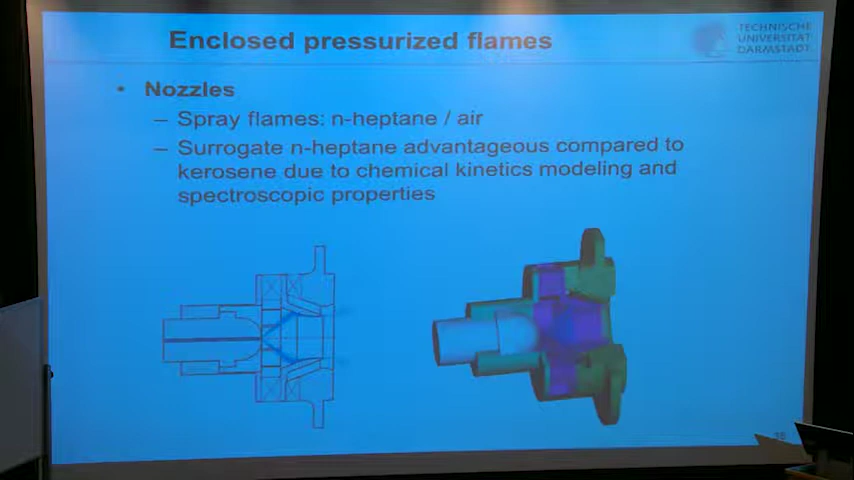 Enclosed pressurized flames
TECHNISCHE
UNIVERSITÄT
DARMSTADT
• Nozzles
– Spray flames: n-heptane / air
– Surrogate n-heptane advantageous compared to
kerosene due to chemical kinetics modeling and
spectroscopic properties